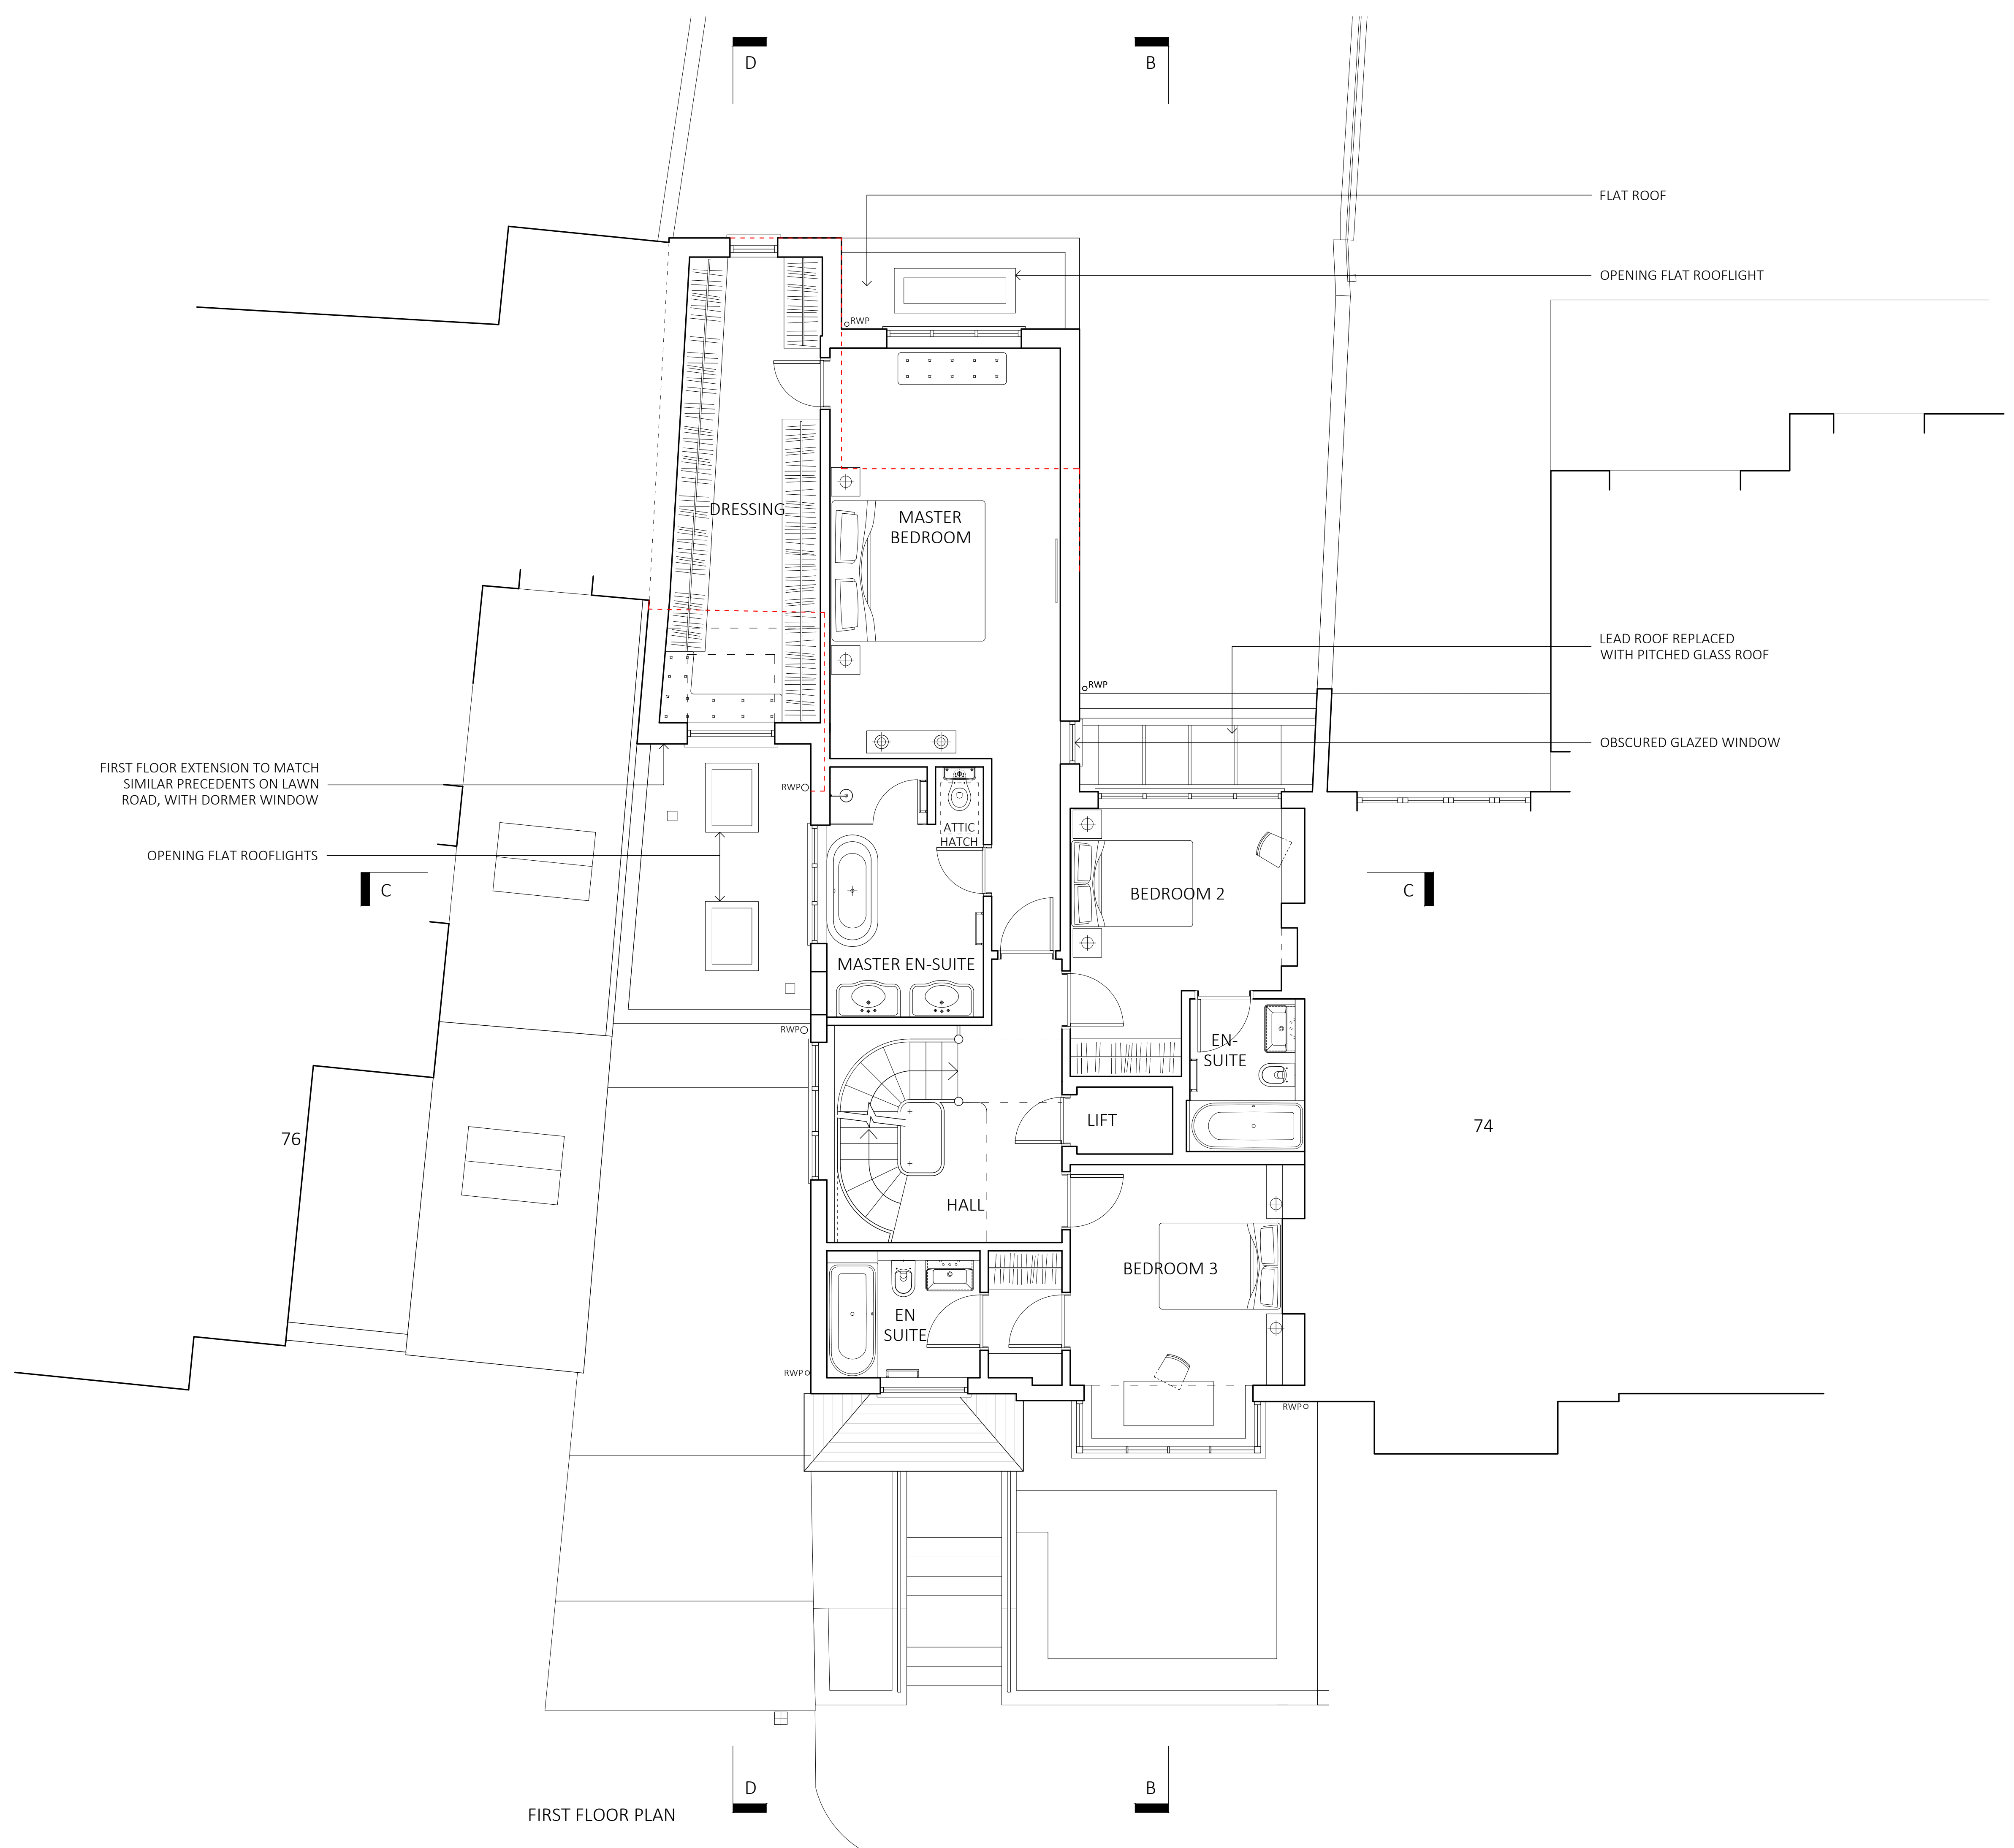 D
B
FLAT ROOF
OPENING FLAT ROOFLIGHT
RWP
DRESSING
MASTER
BEDROOM
LEAD ROOF REPLACED
WITH PITCHED GLASS ROOF
RWP
OBSCURED GLAZED WINDOW
FIRST FLOOR EXTENSION TO MATCH
SIMILAR PRECEDENTS ON LAWN
ROAD, WITH DORMER WINDOW
RWP
ATTIC
HATCH
OPENING FLAT ROOFLIGHTS
C
BEDROOM 2
C
MASTER EN-SUITE
RWP
EN-
SUITE
LIFT
76
74
HALL
BEDROOM 3
EN
SUITE
RWP
RWP
D
B
FIRST FLOOR PLAN